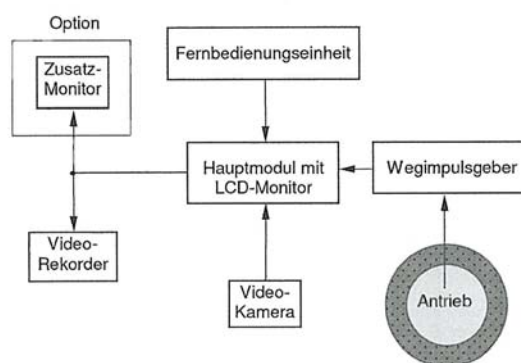 Option
Zusatz-
Monitor
Fernbedienungseinheit
Hauptmodul mit
LCD-Monitor
Wegimpulsgeber
Video-
Rekorder
Video-
Kamera
Antrieb